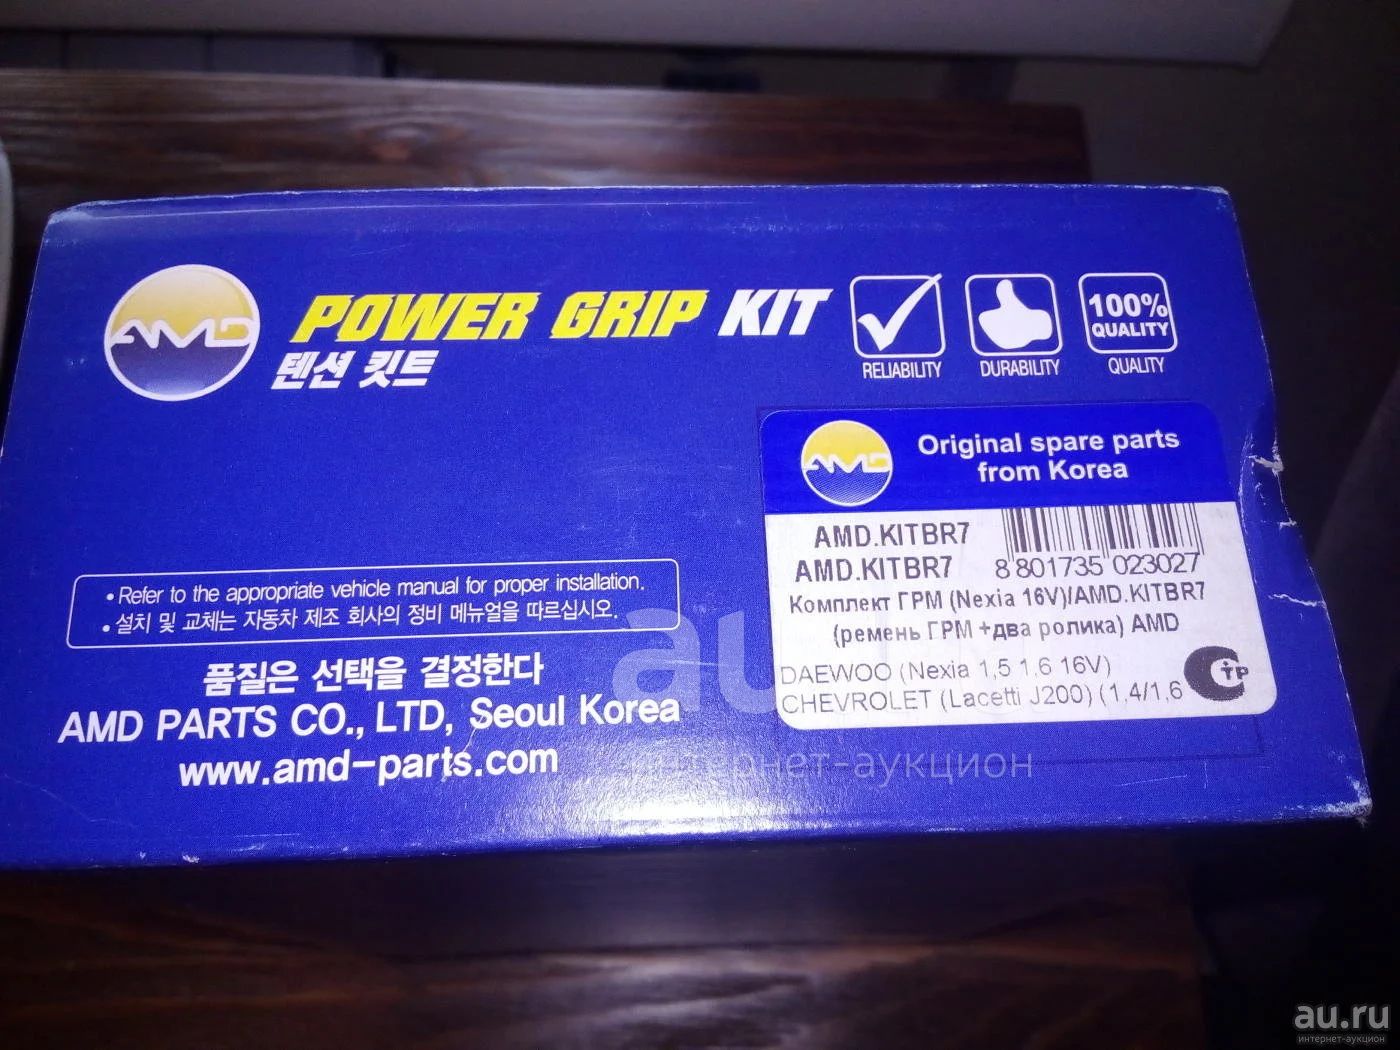 AMD
POWER GRIP KIT
텐션 킷트
RELIABILITY
DURABILITY
100%
QUALITY
QUALITY
AMD
Original spare parts
from Korea
AMD.KITBR7
AMD.KITBR7
8 801735 023027
Комплект ГРМ (Nexia 16V)/AMD.KITBR7
(ремень ГРМ +два ролика) AMD
DAEWOO (Nexia 1,5 1,6 16V)
CHEVROLET (Lacetti J200) (1,4/1,6
стр
• Refer to the appropriate vehicle manual for proper installation.
• 설치 및 교체는 자동차 제조 회사의 정비 메뉴얼을 따르십시오.
품질은 선택을 결정한다
AMD PARTS CO., LTD, Seoul Korea
www.amd-parts.com
au.ru
интернет-аукцион
au.ru
интернет-аукцион